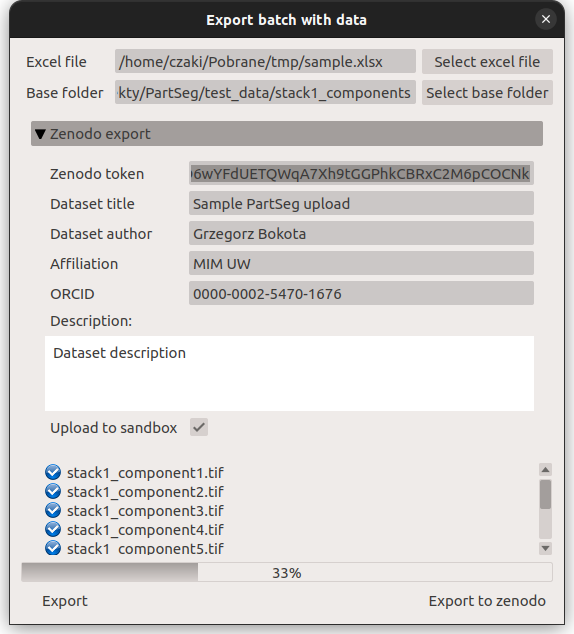 Export batch with data
Excel file /home/czaki/Pobrane/tmp/sample.xlsx Select excel file
Base folder kty/PartSeg/test_data/stack1_components Select base folder
Zenodo export
Zenodo token 6wYFdUETQWqA7Xh9tGGPhkCBRxC2M6pCOCNk
Dataset title Sample PartSeg upload
Dataset author Grzegorz Bokota
Affiliation MIM UW
ORCID 0000-0002-5470-1676
Description:
Dataset description
Upload to sandbox
stack1_component1.tif
stack1_component2.tif
stack1_component3.tif
stack1_component4.tif
stack1_component5.tif
33%
Export Export to zenodo